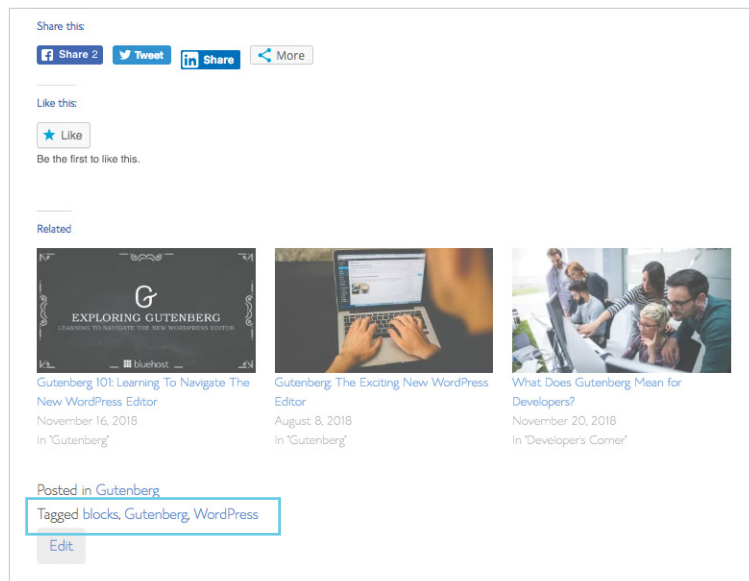 Share this:
Share 2
Tweet
in Share
More
Like this:
Like
Be the first to like this.
Related
G
EXPLORING GUTENBERG
LEARNING TO NAVIGATE THE NEW WORDPRESS EDITOR
bluehost
Gutenberg 101: Learning To Navigate The
New WordPress Editor
November 16, 2018
In "Gutenberg"
Gutenberg: The Exciting New WordPress
Editor
August 8, 2018
In "Gutenberg"
What Does Gutenberg Mean for
Developers?
November 20, 2018
In "Developer's Corner"
Posted in Gutenberg
Tagged blocks, Gutenberg, WordPress
Edit